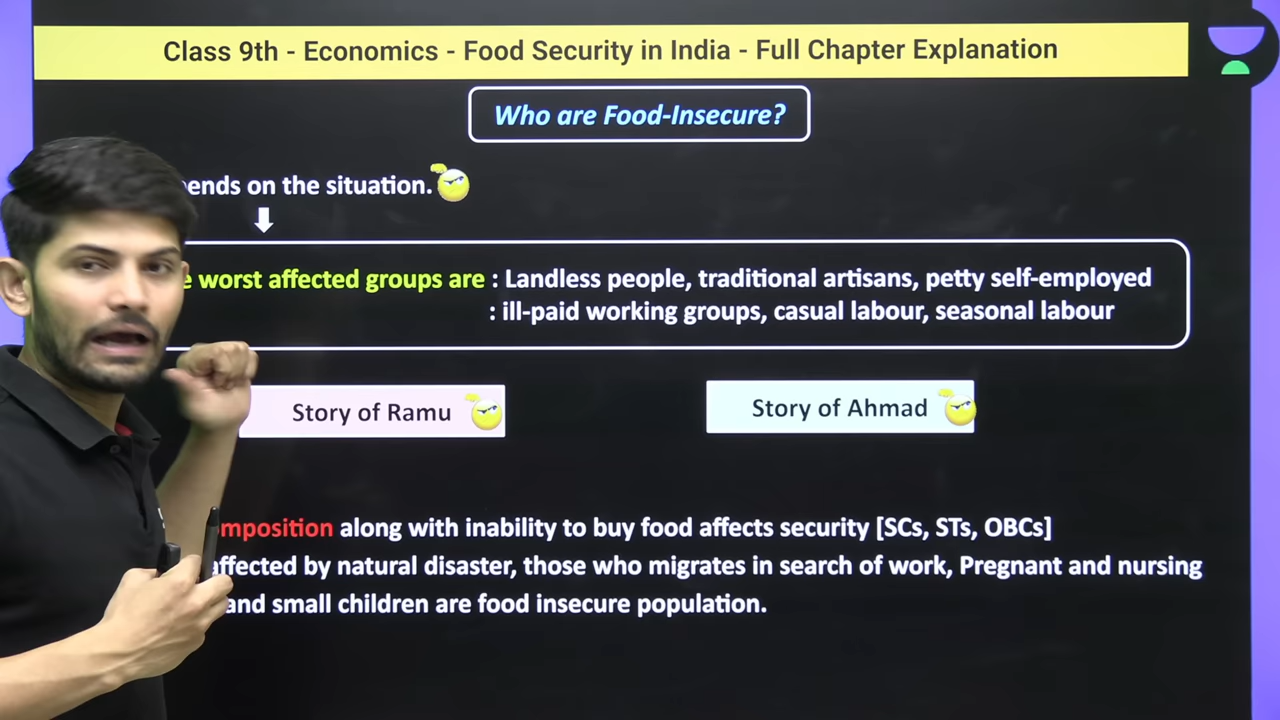 Class 9th - Economics - Food Security in India - Full Chapter Explanation
Who are Food-Insecure?
on the situation.
worst affected groups are : Landless people, traditional artisans, petty self-employed
: ill-paid working groups, casual labour, seasonal labour
Story of Ramu
Story of Ahmad
along with inability to buy food affects security [SCs, STs, OBCs]
affected by natural disaster, those who migrates in search of work, Pregnant and nursing
and small children are food insecure population.